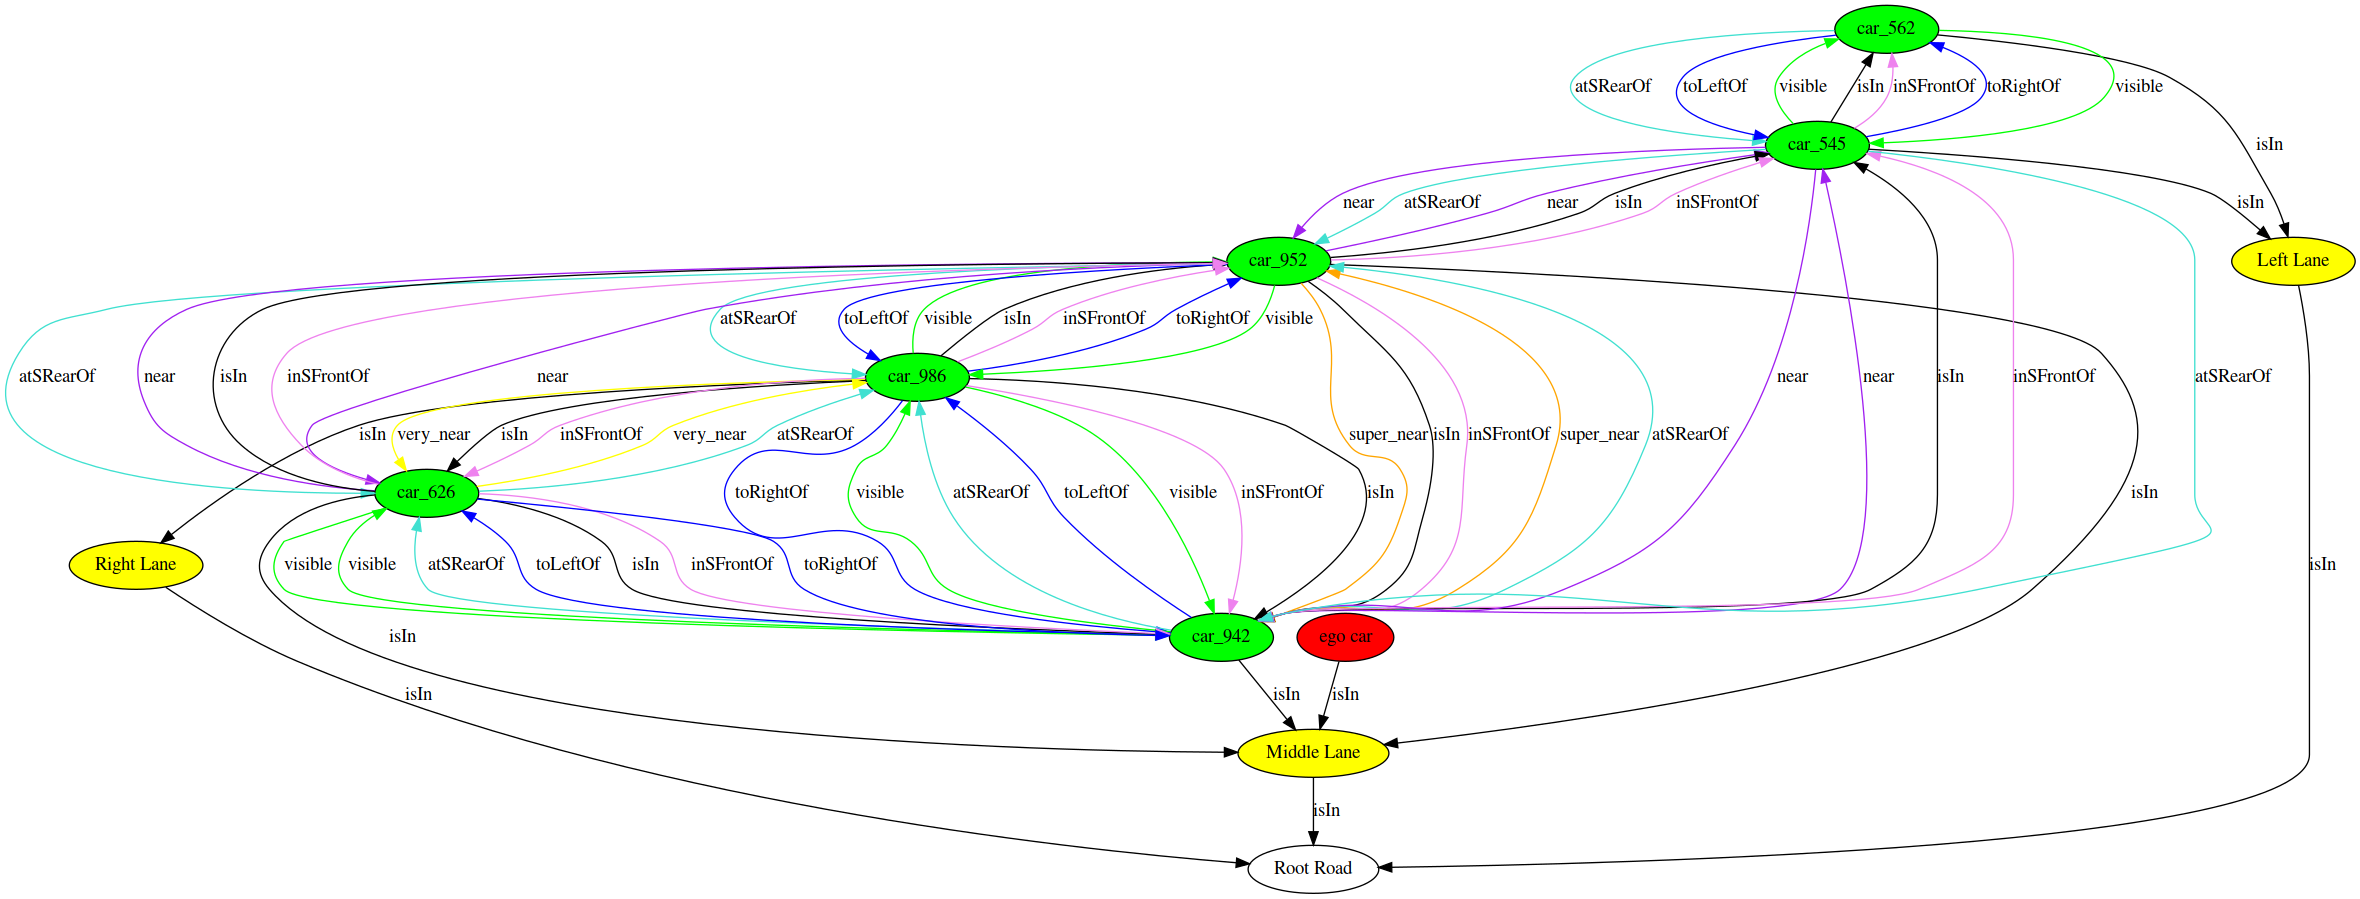 car_562
atSRearOf toLeftOf visible isIn inSFrontOf toRightOf visible
car_545
isIn
near atSRearOf near isIn inSFrontOf isIn
car_952
Left Lane
atSRearOf toLeftOf visible isIn inSFrontOf toRightOf visible
atSRearOf near isIn inSFrontOf near
car_986
near near isIn inSFrontOf atSRearOf
isIn very_near isIn inSFrontOf very_near atSRearOf super_near isIn inSFrontOf super_near atSRearOf
car_626
toRightOf visible atSRearOf toLeftOf visible inSFrontOf isIn isIn
Right Lane
visible visible atSRearOf toLeftOf isIn inSFrontOf toRightOf isIn
isIn
car_942
ego car
isIn isIn isIn
Middle Lane
isIn
Root Road